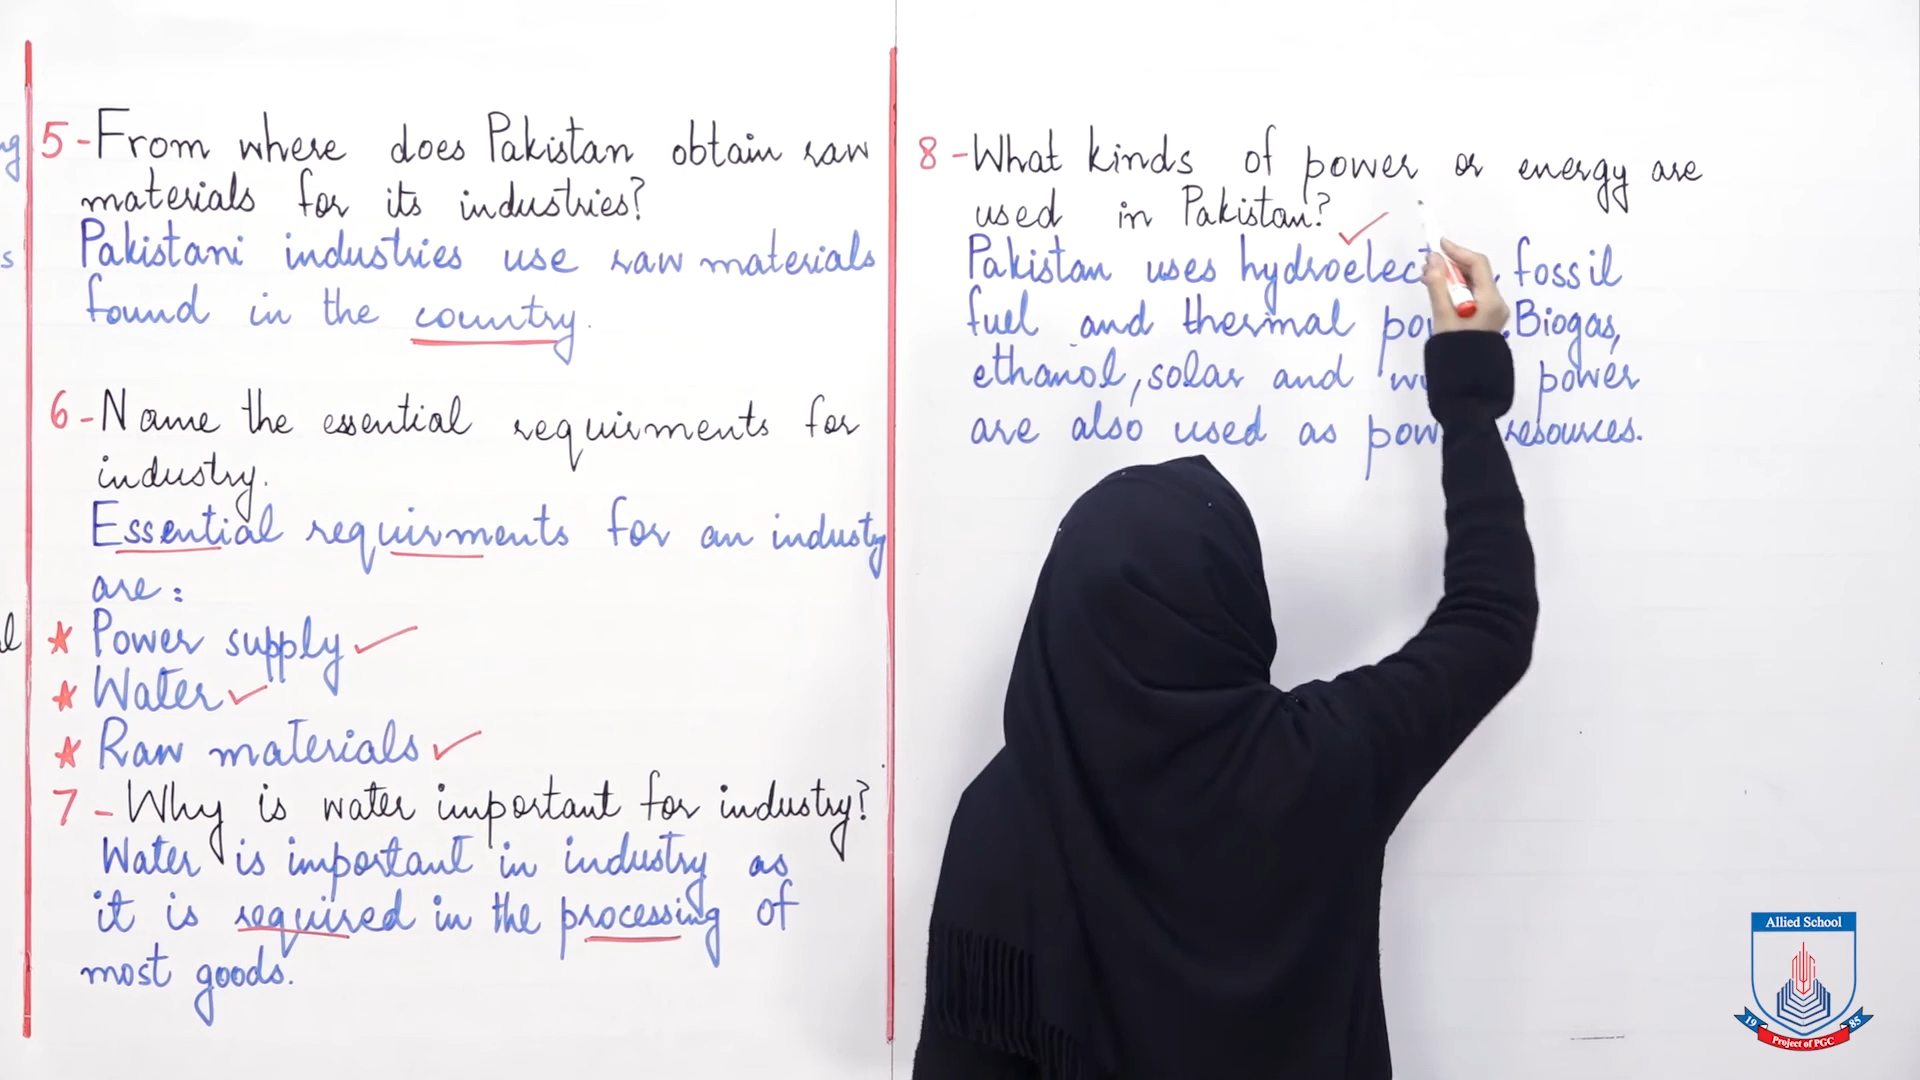 ng
s
l
5-From where does Pakistan obtain raw
materials for its industries?
Pakistani industries use raw materials
found in the country.
6-Name the essential requirments for
industry.
Essential requirments for an industry
are:
★ Power supply ✓
★ Water ✓
★ Raw materials ✓
7-Why is water important for industry?
Water is important in industry as
it is required in the processing of
most goods.
8-What kinds of power or energy are
used in Pakistan?
Pakistan uses fossil
fuel and thermal Biogas,
ethanol, solar and power
are also used as resources.
Allied School
1985
Project of PGC